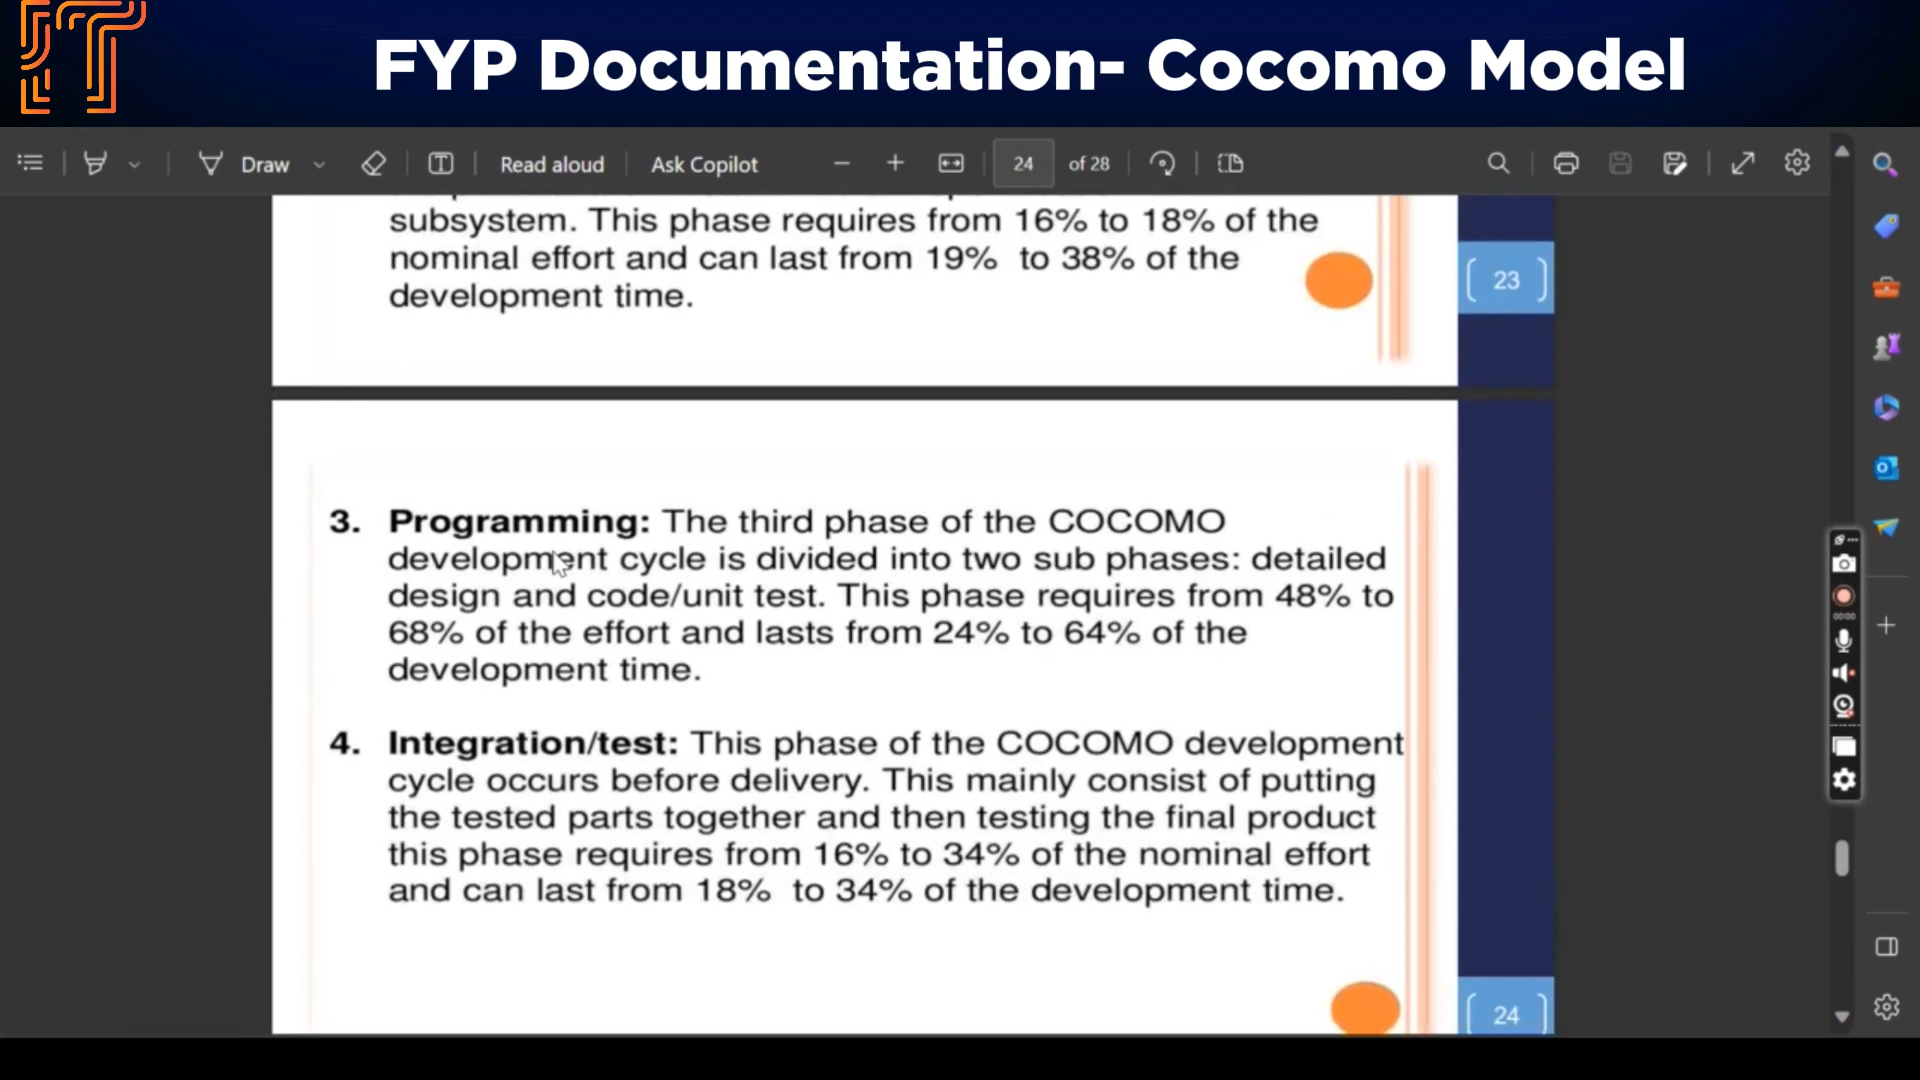 IT
FYP Documentation- Cocomo Model
Draw
Read aloud
Ask Copilot
24
of 28
subsystem. This phase requires from 16% to 18% of the
nominal effort and can last from 19% to 38% of the
development time.
23
3. Programming: The third phase of the COCOMO
development cycle is divided into two sub phases: detailed
design and code/unit test. This phase requires from 48% to
68% of the effort and lasts from 24% to 64% of the
development time.
4. Integration/test: This phase of the COCOMO development
cycle occurs before delivery. This mainly consist of putting
the tested parts together and then testing the final product
this phase requires from 16% to 34% of the nominal effort
and can last from 18% to 34% of the development time.
24
00:00